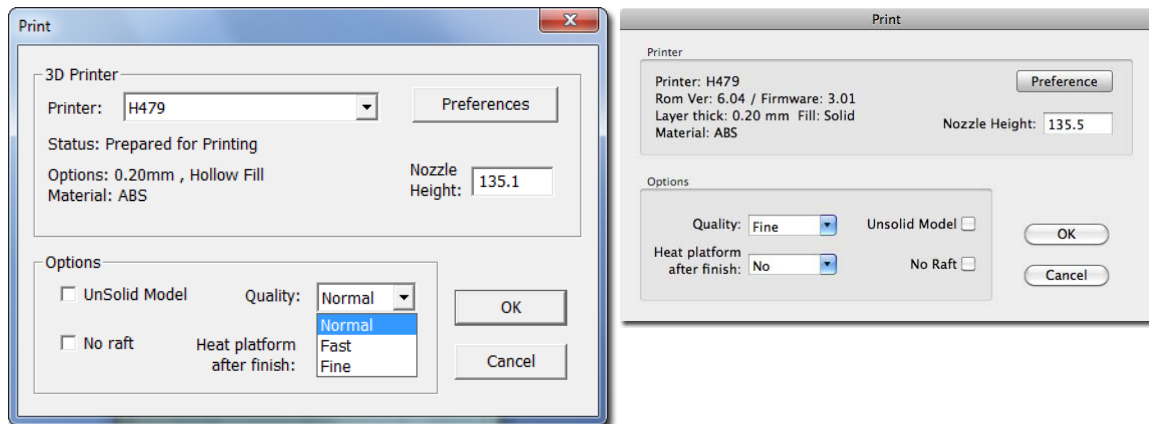 Print
3D Printer
Printer: H479
Preferences
Status: Prepared for Printing
Options: 0.20mm , Hollow Fill
Material: ABS
Nozzle
Height: 135.1
Options
UnSolid Model
Quality: Normal
Normal
Fast
Fine
No raft
Heat platform
after finish:
OK
Cancel
Print
Printer
Printer: H479
Preference
Rom Ver: 6.04 / Firmware: 3.01
Layer thick: 0.20 mm Fill: Solid
Material: ABS
Nozzle Height: 135.5
Options
Quality: Fine
Unsolid Model
Heat platform
after finish: No
No Raft
OK
Cancel